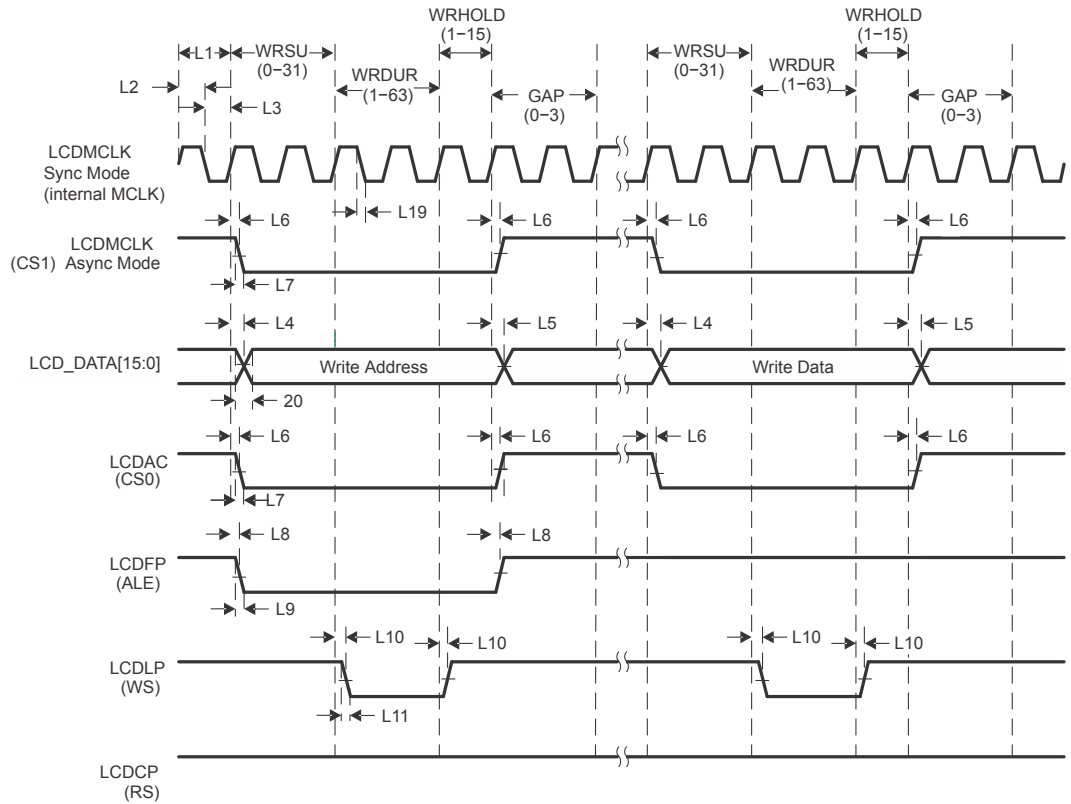 WRHOLD
(1−15)
WRHOLD
(1−15)
L1
WRSU
(0−31)
WRDUR
(1−63)
WRSU
(0−31)
WRDUR
(1−63)
L2
L3
GAP
(0−3)
GAP
(0−3)
LCDMCLK
Sync Mode
(internal MCLK)
L19
L6
L6
L6
L6
LCDMCLK
(CS1) Async Mode
L7
L4
L5
L4
L5
LCD_DATA[15:0]
Write Address
Write Data
20
L6
L6
L6
L6
LCDAC
(CS0)
L7
L8
L8
LCDFP
(ALE)
L9
L10
L10
L10
L10
LCDLP
(WS)
L11
LCDCP
(RS)